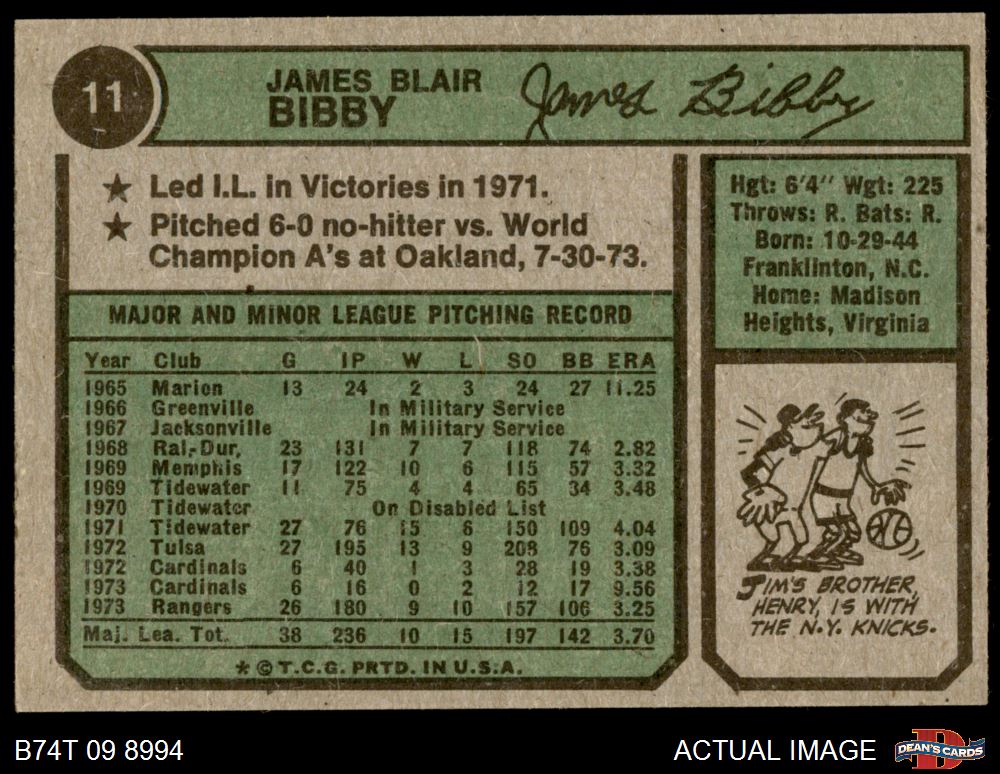 11
JAMES BLAIR
BIBBY
James Bibby
★ Led I.L. in Victories in 1971.
★ Pitched 6-0 no-hitter vs. World
Champion A's at Oakland, 7-30-73.
MAJOR AND MINOR LEAGUE PITCHING RECORD
Year Club G IP W L SO BB ERA
1965 Marion 13 24 2 3 24 27 11.25
1966 Greenville In Military Service
1967 Jacksonville In Military Service
1968 Ral,-Dur, 23 131 7 7 118 74 2.82
1969 Memphis 17 122 10 6 115 57 3.32
1969 Tidewater 11 75 4 4 65 34 3.48
1970 Tidewater On Disabled List
1971 Tidewater 27 76 15 6 150 109 4.04
1972 Tulsa 27 195 13 9 208 76 3.09
1972 Cardinals 6 40 1 3 28 19 3.38
1973 Cardinals 6 16 0 2 12 17 9.56
1973 Rangers 26 180 9 10 157 106 3.25
Maj. Lea. Tot. 38 236 10 15 197 142 3.70
* © T.C.G. PRTD. IN U.S.A.
Hgt: 6'4" Wgt: 225
Throws: R. Bats: R.
Born: 10-29-44
Franklinton, N.C.
Home: Madison
Heights, Virginia
JIM'S BROTHER,
HENRY, IS WITH
THE N.Y. KNICKS.
B74T 09 8994
ACTUAL IMAGE
D
DEAN'S CARDS